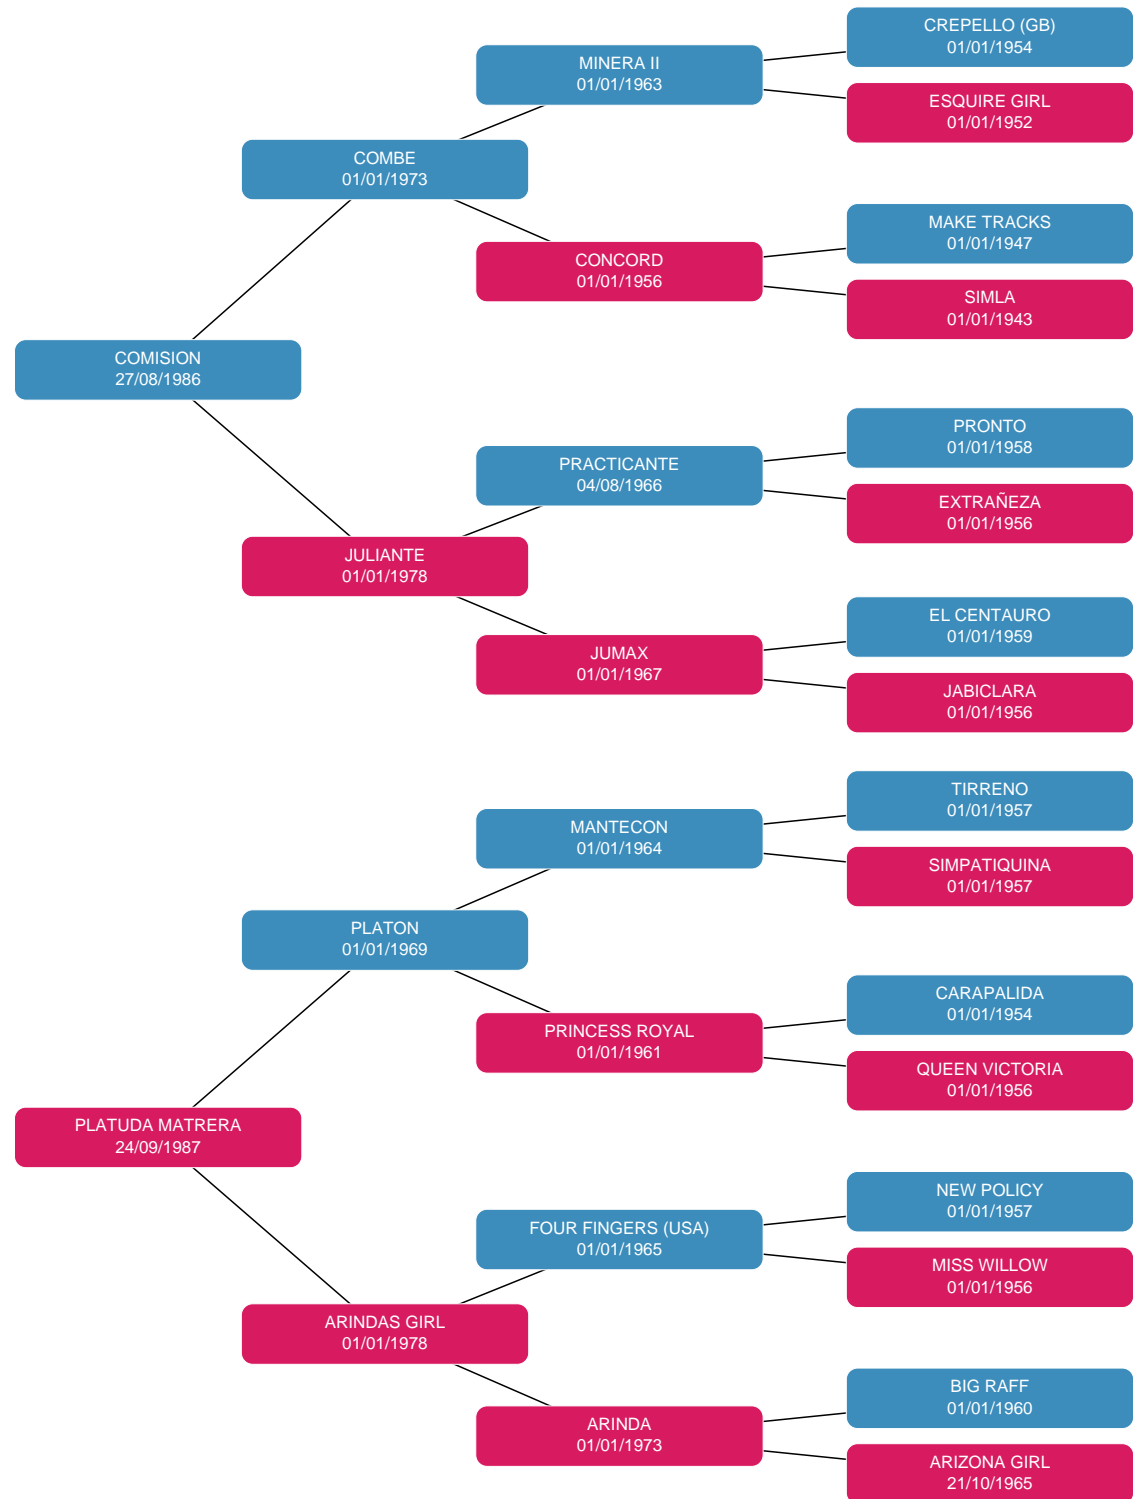 CREPELLO (GB)
01/01/1954
MINERA II
01/01/1963
ESQUIRE GIRL
01/01/1952
COMBE
01/01/1973
MAKE TRACKS
01/01/1947
CONCORD
01/01/1956
SIMLA
01/01/1943
COMISION
27/08/1986
PRONTO
01/01/1958
PRACTICANTE
04/08/1966
EXTRAÑEZA
01/01/1956
JULIANTE
01/01/1978
EL CENTAURO
01/01/1959
JUMAX
01/01/1967
JABICLARA
01/01/1956
TIRRENO
01/01/1957
MANTECON
01/01/1964
SIMPATIQUINA
01/01/1957
PLATON
01/01/1969
CARAPALIDA
01/01/1954
PRINCESS ROYAL
01/01/1961
QUEEN VICTORIA
01/01/1956
PLATUDA MATRERA
24/09/1987
NEW POLICY
01/01/1957
FOUR FINGERS (USA)
01/01/1965
MISS WILLOW
01/01/1956
ARINDAS GIRL
01/01/1978
BIG RAFF
01/01/1960
ARINDA
01/01/1973
ARIZONA GIRL
21/10/1965